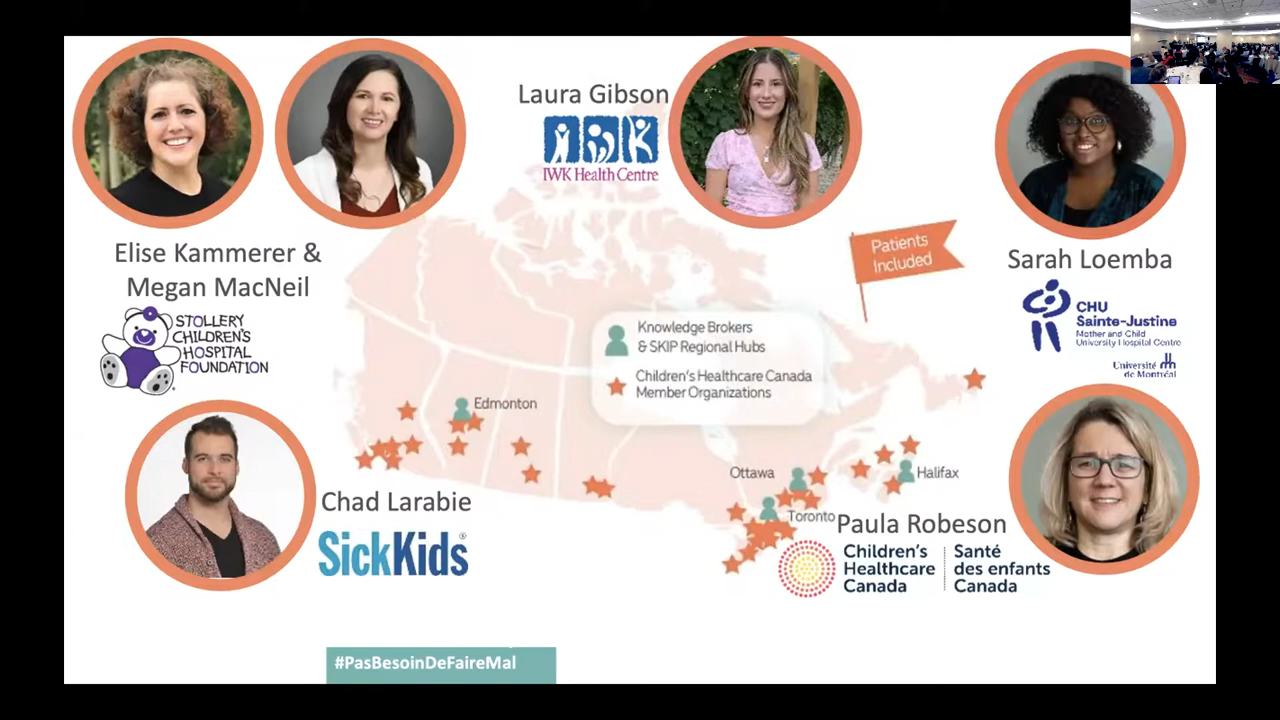 Laura Gibson
IWK Health Centre
Elise Kammerer &
Megan MacNeil
STOLLERY
CHILDREN'S
HOSPITAL
FOUNDATION
Patients
Included
Sarah Loemba
CHU
Sainte-Justine
Mother and Child
University Hospital Centre
Université
de Montréal
Knowledge Brokers
& SKIP Regional Hubs
Children's Healthcare Canada
Member Organizations
Edmonton
Ottawa
Halifax
Toronto
Chad Larabie
SickKids®
Paula Robeson
Children's
Healthcare
Canada
Santé
des enfants
Canada
#PasBesoinDeFaireMal